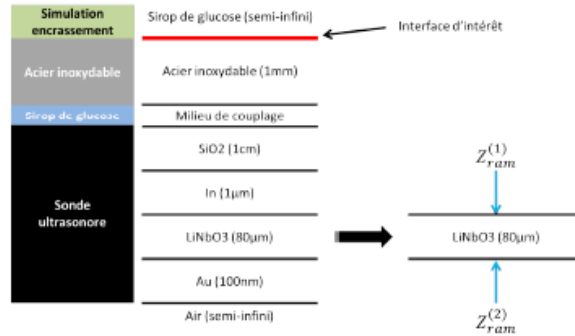 Simulation
encrassement
Sirop de glucose (semi-infini)
Interface d'intérêt
Acier inoxydable
Acier inoxydable (1mm)
Sirop de glucose
Milieu de couplage
SiO2 (1cm)
Sonde
ultrasonore
In (1µm)
LiNbO3 (80µm)
Au (100nm)
Air (semi-infini)
Z_{ram}^{(1)}
LiNbO3 (80µm)
Z_{ram}^{(2)}